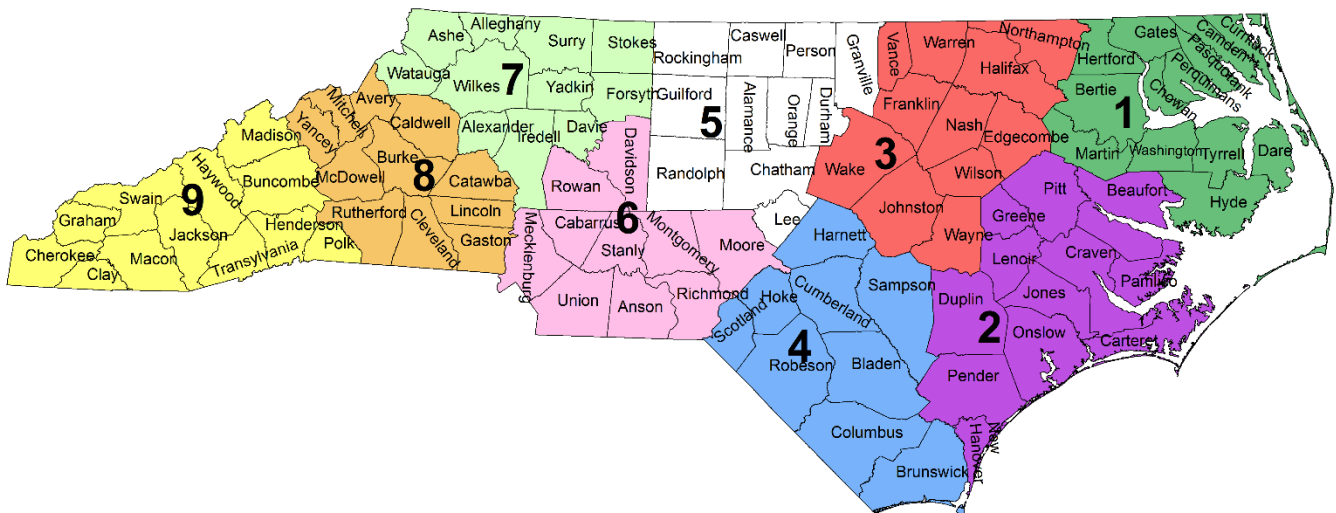 Ashe
Alleghany
Surry
Stokes
Watauga
Wilkes
7
Yadkin
Forsyth
Alexander
Iredell
Davie
Rockingham
Caswell
Person
Granville
Guilford
5
Alamance
Orange
Durham
Randolph
Chatham
Lee
Vance
Warren
Northampton
Halifax
Franklin
Nash
Edgecombe
3
Wake
Wilson
Johnston
Wayne
Hertford
Gates
Currituck
Camden
Pasquotank
Perquimans
Chowan
Bertie
1
Martin
Washington
Tyrrell
Dare
Hyde
Mitchell
Avery
Yancey
Caldwell
Burke
McDowell
8
Catawba
Rutherford
Cleveland
Lincoln
Gaston
Madison
Haywood
Buncombe
Swain
9
Graham
Jackson
Henderson
Cherokee
Clay
Macon
Transylvania
Polk
Davidson
Rowan
6
Mecklenburg
Cabarrus
Stanly
Montgomery
Moore
Union
Anson
Richmond
Harnett
Sampson
Cumberland
Hoke
Scotland
4
Robeson
Bladen
Columbus
Brunswick
Pitt
Beaufort
Greene
Lenoir
Craven
Pamlico
Duplin
Jones
2
Onslow
Carteret
Pender
New
Hanover